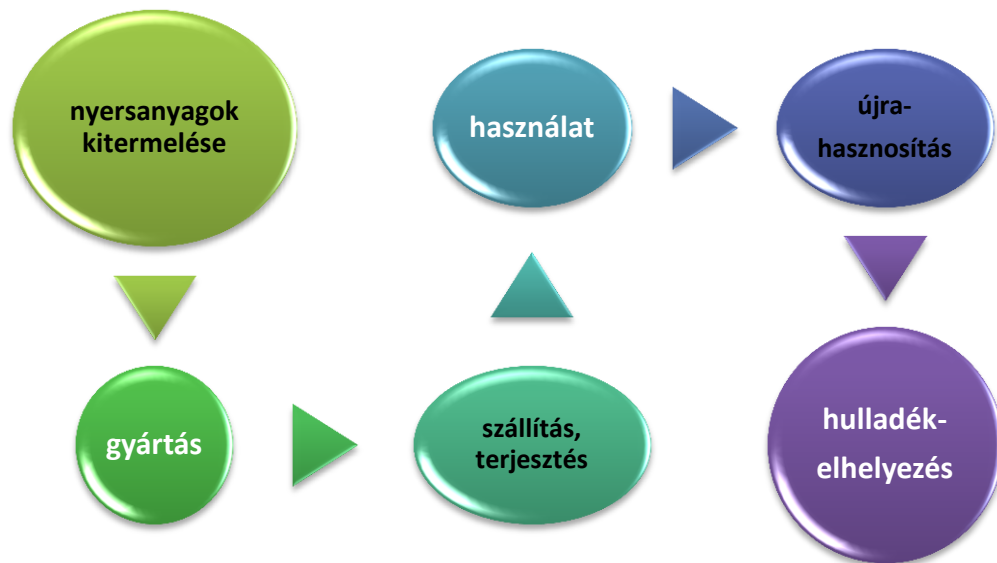 nyersanyagok
kitermelése
gyártás
szállítás,
terjesztés
használat
újra-
hasznosítás
hulladék-
elhelyezés